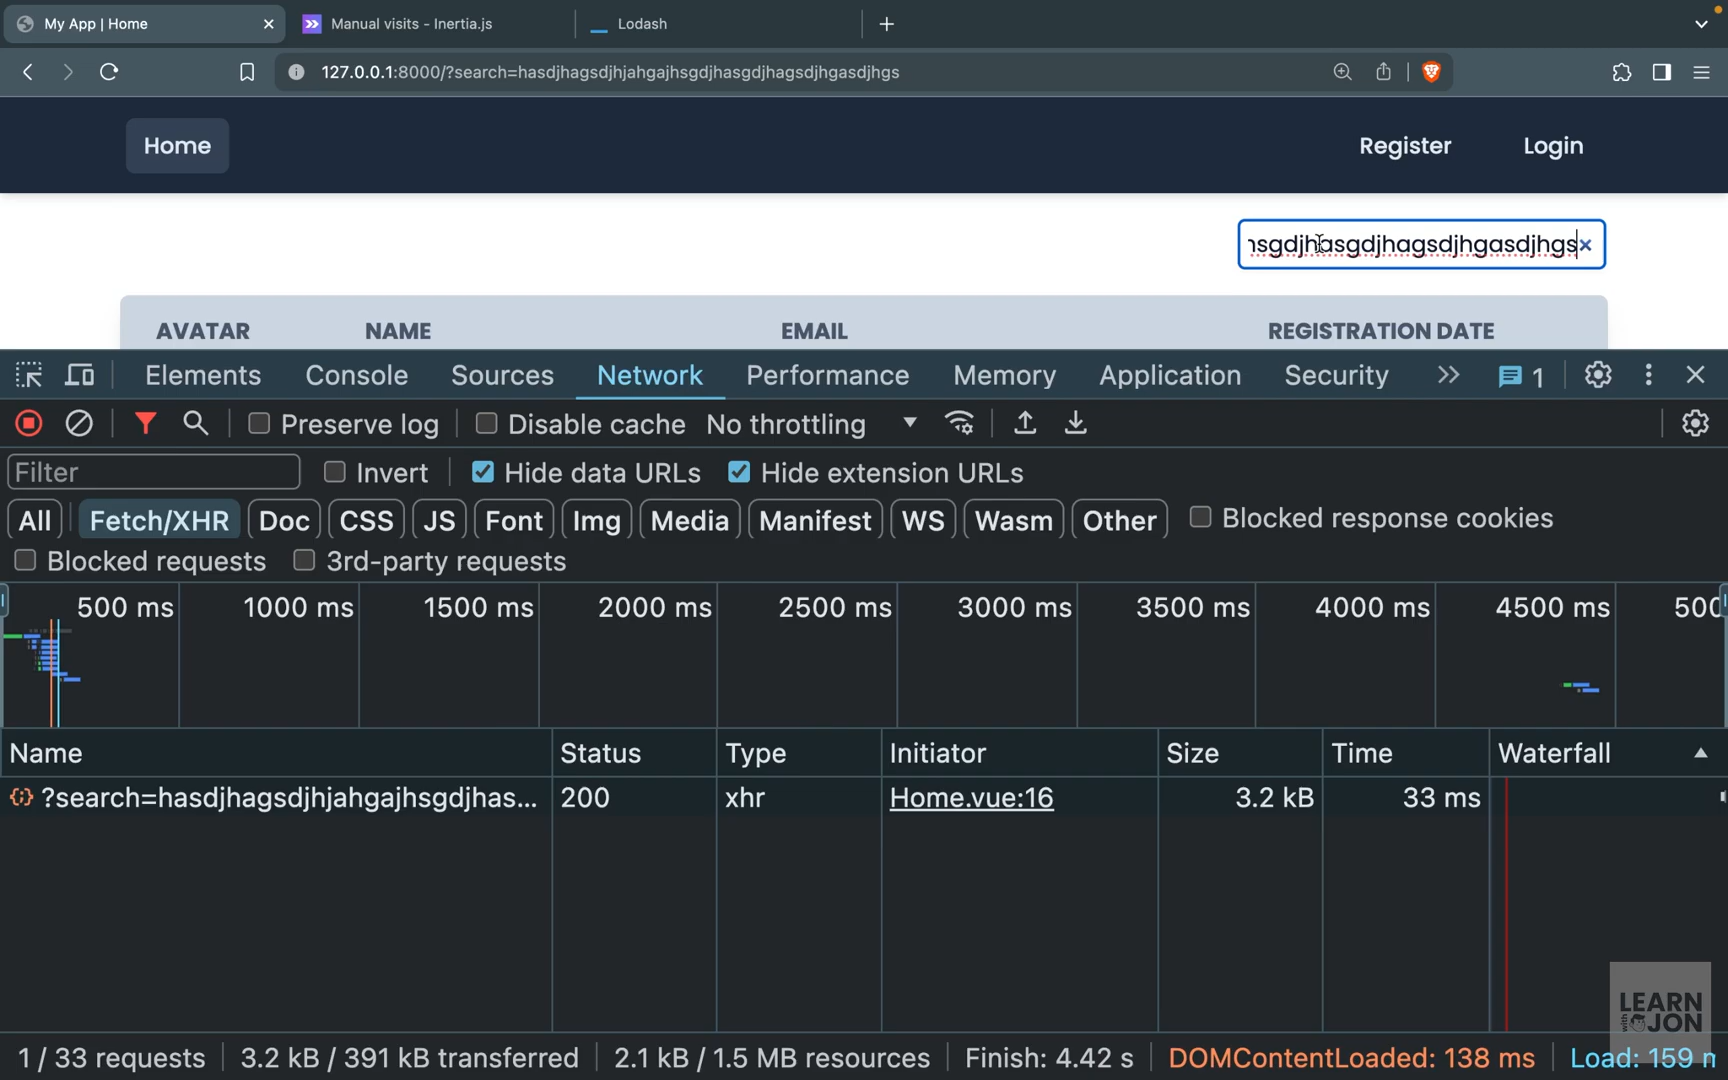 My App | Home
Manual visits - Inertia.js
Lodash
127.0.0.1:8000/?search=hasdjhagsdjhjahgajhsgdjhasgdjhagsdjhgasdjhgs
Home
Register
Login
hsgdjhasgdjhagsdjhgasdjhgs
AVATAR
NAME
EMAIL
REGISTRATION DATE
Elements
Console
Sources
Network
Performance
Memory
Application
Security
1
Preserve log
Disable cache
No throttling
Filter
Invert
Hide data URLs
Hide extension URLs
All
Fetch/XHR
Doc
CSS
JS
Font
Img
Media
Manifest
WS
Wasm
Other
Blocked response cookies
Blocked requests
3rd-party requests
500 ms
1000 ms
1500 ms
2000 ms
2500 ms
3000 ms
3500 ms
4000 ms
4500 ms
500
Name
Status
Type
Initiator
Size
Time
Waterfall
?search=hasdjhagsdjhjahgajhsgdjhas...
200
xhr
Home.vue:16
3.2 kB
33 ms
LEARN
with JON
1 / 33 requests
3.2 kB / 391 kB transferred
2.1 kB / 1.5 MB resources
Finish: 4.42 s
DOMContentLoaded: 138 ms
Load: 159 m